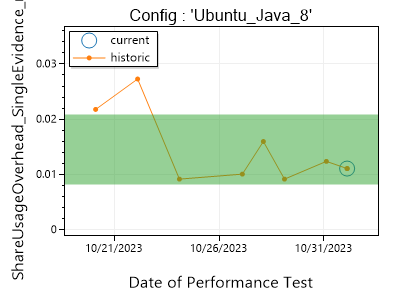 Config : 'Ubuntu_Java_8'
current
historic
0.03
0.02
0.01
0
10/21/2023
10/26/2023
10/31/2023
Date of Performance Test
ShareUsageOverhead_SingleEvidence_